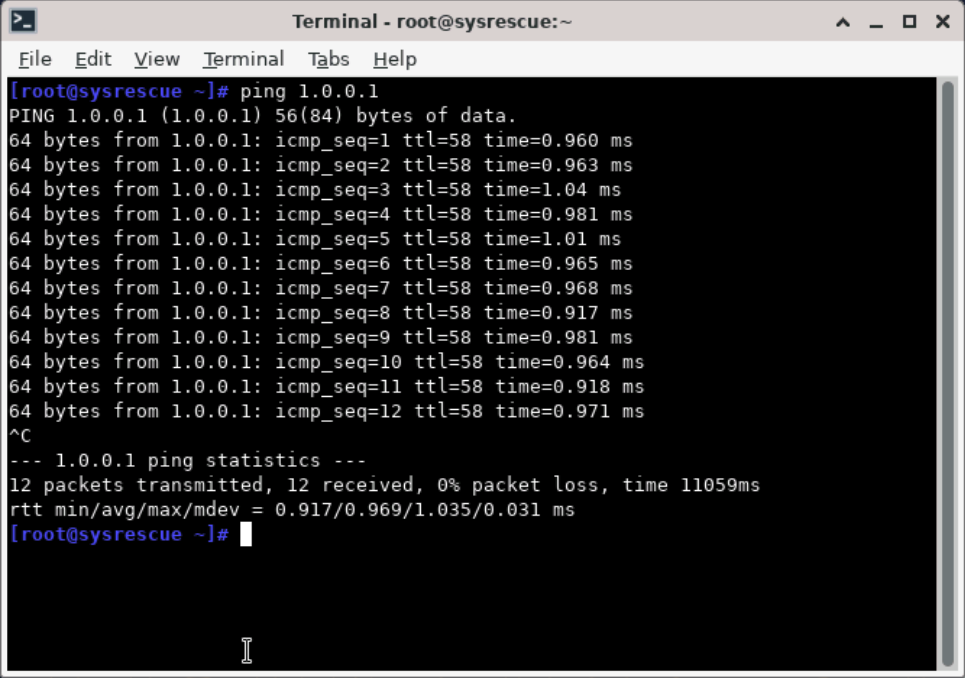 Terminal - root@sysrescue:~
File Edit View Terminal Tabs Help
[root@sysrescue ~]# ping 1.0.0.1
PING 1.0.0.1 (1.0.0.1) 56(84) bytes of data.
64 bytes from 1.0.0.1: icmp_seq=1 ttl=58 time=0.960 ms
64 bytes from 1.0.0.1: icmp_seq=2 ttl=58 time=0.963 ms
64 bytes from 1.0.0.1: icmp_seq=3 ttl=58 time=1.04 ms
64 bytes from 1.0.0.1: icmp_seq=4 ttl=58 time=0.981 ms
64 bytes from 1.0.0.1: icmp_seq=5 ttl=58 time=1.01 ms
64 bytes from 1.0.0.1: icmp_seq=6 ttl=58 time=0.965 ms
64 bytes from 1.0.0.1: icmp_seq=7 ttl=58 time=0.968 ms
64 bytes from 1.0.0.1: icmp_seq=8 ttl=58 time=0.917 ms
64 bytes from 1.0.0.1: icmp_seq=9 ttl=58 time=0.981 ms
64 bytes from 1.0.0.1: icmp_seq=10 ttl=58 time=0.964 ms
64 bytes from 1.0.0.1: icmp_seq=11 ttl=58 time=0.918 ms
64 bytes from 1.0.0.1: icmp_seq=12 ttl=58 time=0.971 ms
^C
--- 1.0.0.1 ping statistics ---
12 packets transmitted, 12 received, 0% packet loss, time 11059ms
rtt min/avg/max/mdev = 0.917/0.969/1.035/0.031 ms
[root@sysrescue ~]#